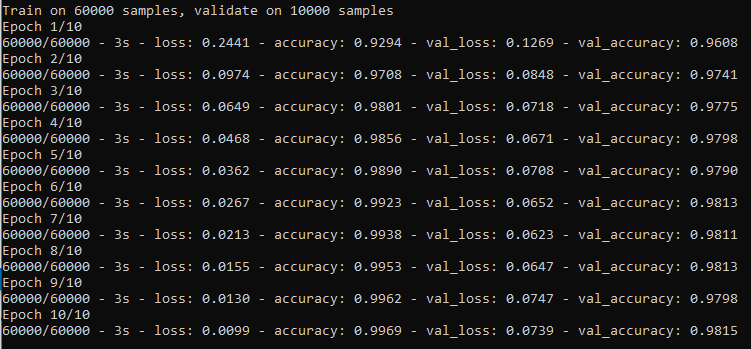 Train on 60000 samples, validate on 10000 samples
Epoch 1/10
60000/60000 - 3s - loss: 0.2441 - accuracy: 0.9294 - val_loss: 0.1269 - val_accuracy: 0.9608
Epoch 2/10
60000/60000 - 3s - loss: 0.0974 - accuracy: 0.9708 - val_loss: 0.0848 - val_accuracy: 0.9741
Epoch 3/10
60000/60000 - 3s - loss: 0.0649 - accuracy: 0.9801 - val_loss: 0.0718 - val_accuracy: 0.9775
Epoch 4/10
60000/60000 - 3s - loss: 0.0468 - accuracy: 0.9856 - val_loss: 0.0671 - val_accuracy: 0.9798
Epoch 5/10
60000/60000 - 3s - loss: 0.0362 - accuracy: 0.9890 - val_loss: 0.0708 - val_accuracy: 0.9790
Epoch 6/10
60000/60000 - 3s - loss: 0.0267 - accuracy: 0.9923 - val_loss: 0.0652 - val_accuracy: 0.9813
Epoch 7/10
60000/60000 - 3s - loss: 0.0213 - accuracy: 0.9938 - val_loss: 0.0623 - val_accuracy: 0.9811
Epoch 8/10
60000/60000 - 3s - loss: 0.0155 - accuracy: 0.9953 - val_loss: 0.0647 - val_accuracy: 0.9813
Epoch 9/10
60000/60000 - 3s - loss: 0.0130 - accuracy: 0.9962 - val_loss: 0.0747 - val_accuracy: 0.9798
Epoch 10/10
60000/60000 - 3s - loss: 0.0099 - accuracy: 0.9969 - val_loss: 0.0739 - val_accuracy: 0.9815